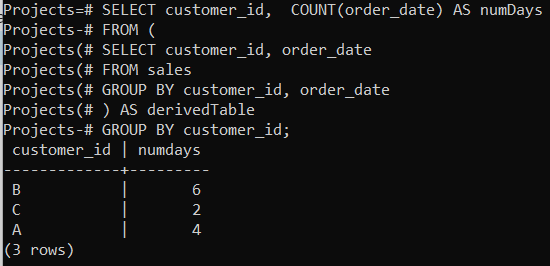 Projects=# SELECT customer_id,  COUNT(order_date) AS numDays
Projects-# FROM (
Projects(# SELECT customer_id, order_date
Projects(# FROM sales
Projects(# GROUP BY customer_id, order_date
Projects(# ) AS derivedTable
Projects-# GROUP BY customer_id;
 customer_id | numdays
-------------+---------
 B           |       6
 C           |       2
 A           |       4
(3 rows)